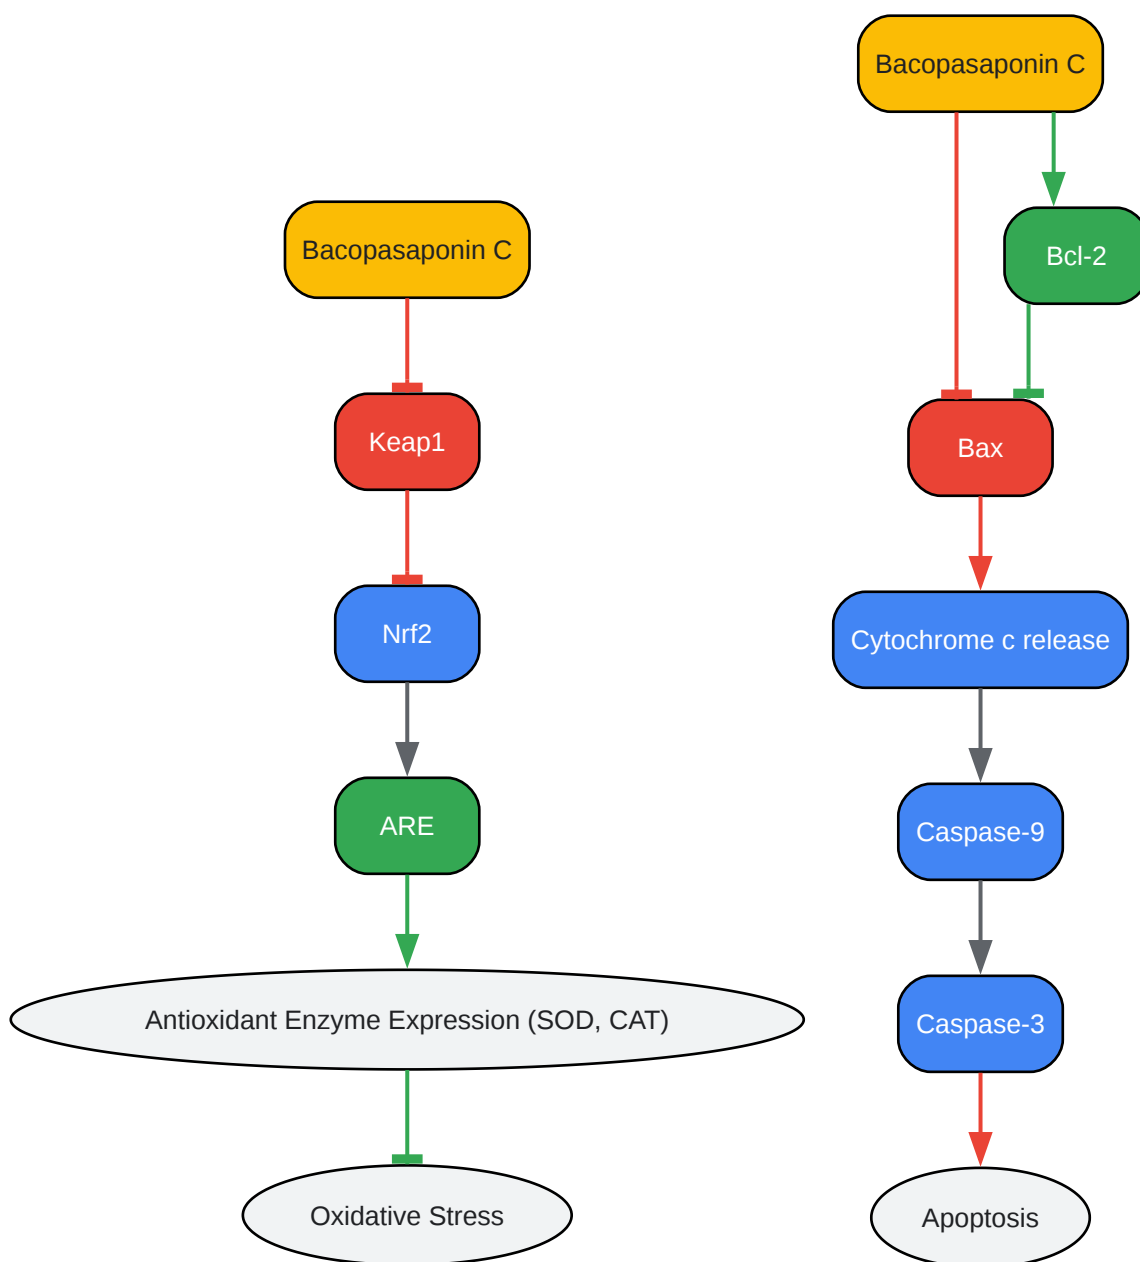 Bacopasaponin C
Keap1
Nrf2
ARE
Antioxidant Enzyme Expression (SOD, CAT)
Oxidative Stress
Bacopasaponin C
Bcl-2
Bax
Cytochrome c release
Caspase-9
Caspase-3
Apoptosis